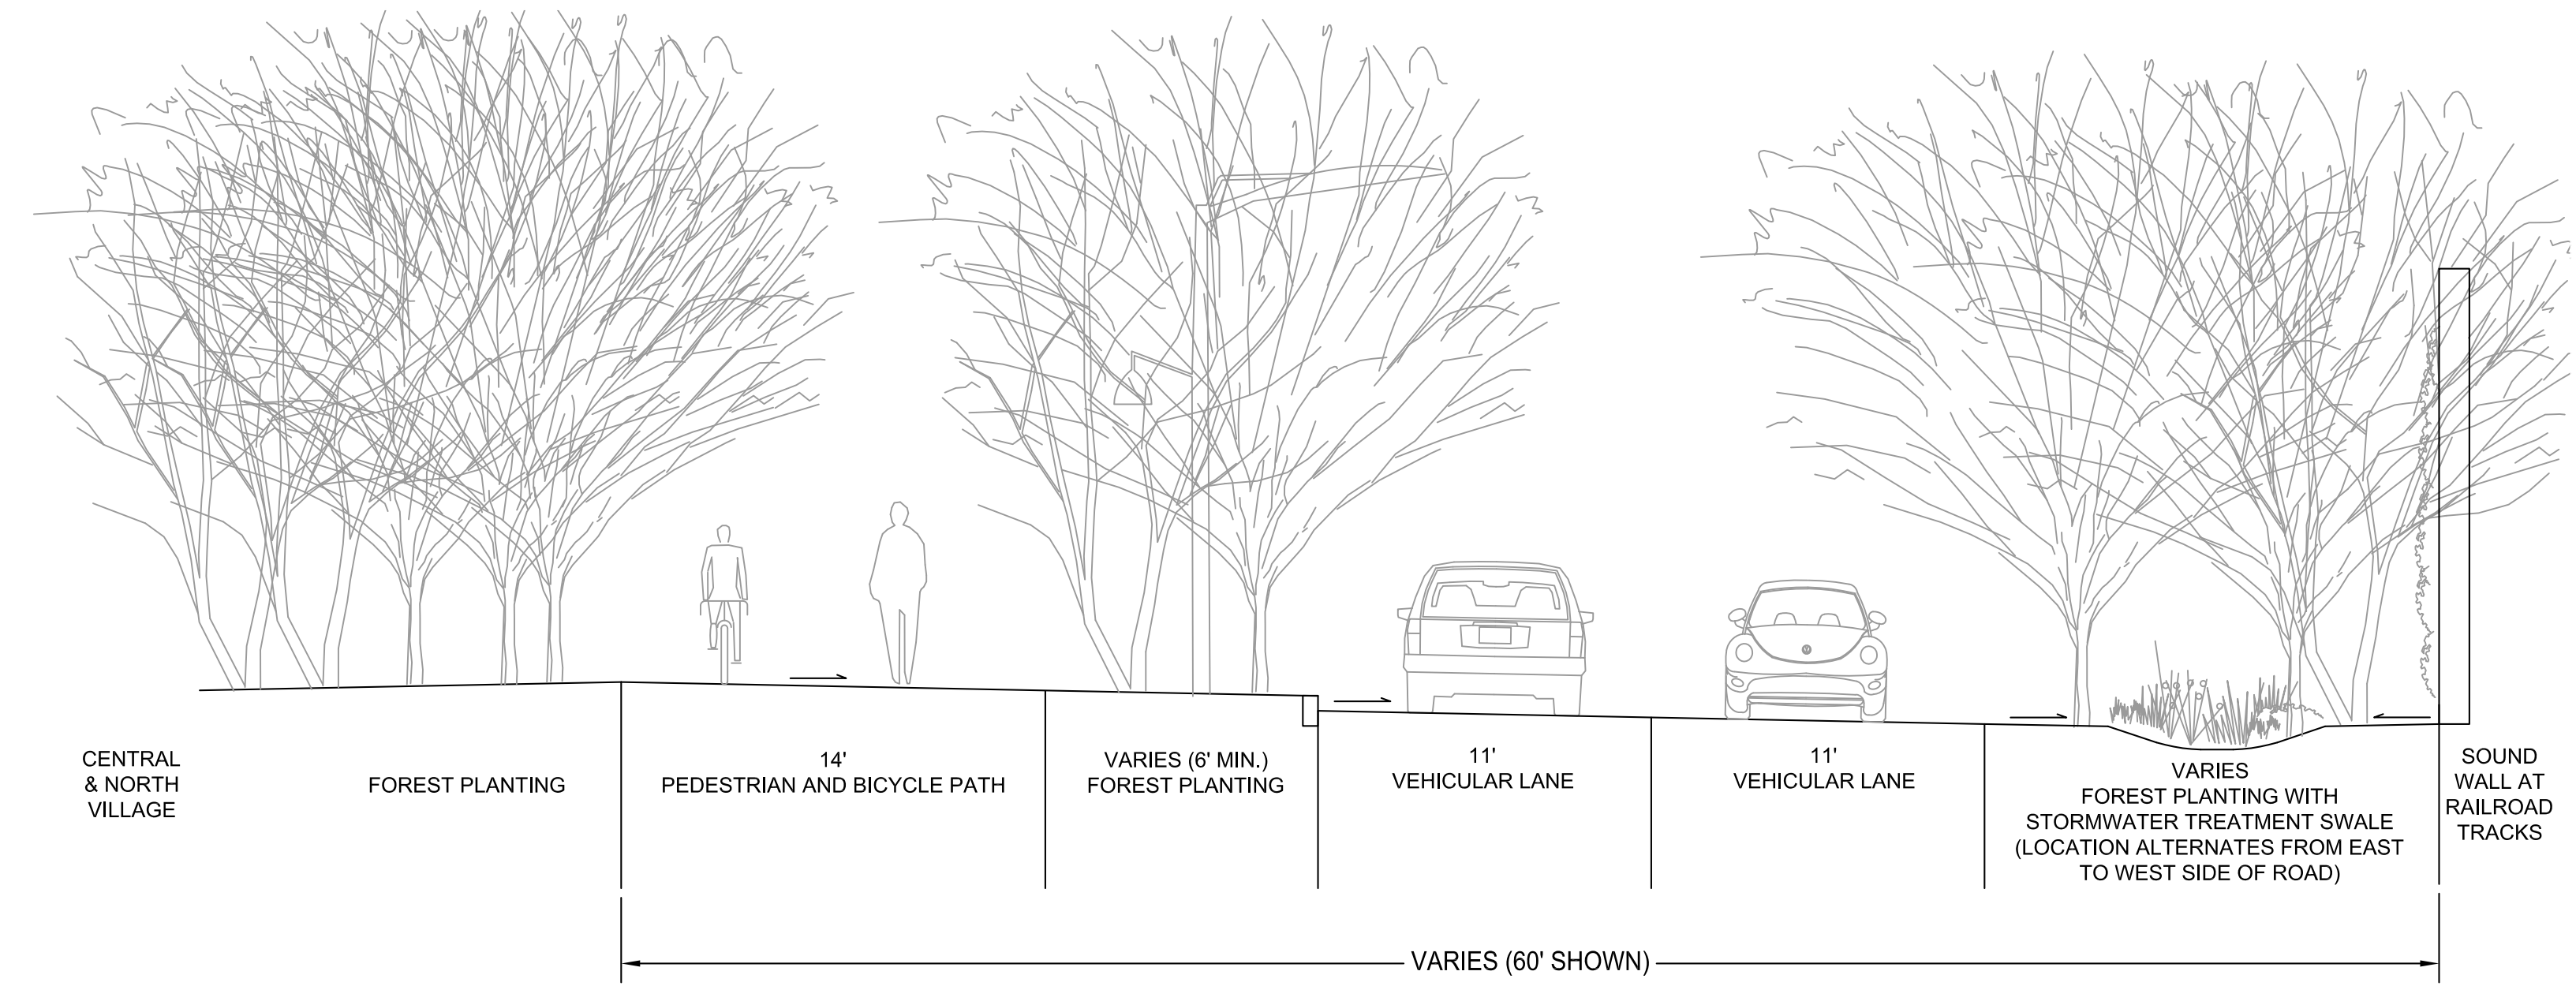 CENTRAL
& NORTH
VILLAGE
FOREST PLANTING
14'
PEDESTRIAN AND BICYCLE PATH
VARIES (6' MIN.)
FOREST PLANTING
11'
VEHICULAR LANE
11'
VEHICULAR LANE
VARIES
FOREST PLANTING WITH
STORMWATER TREATMENT SWALE
(LOCATION ALTERNATES FROM EAST
TO WEST SIDE OF ROAD)
SOUND
WALL AT
RAILROAD
TRACKS
VARIES (60' SHOWN)